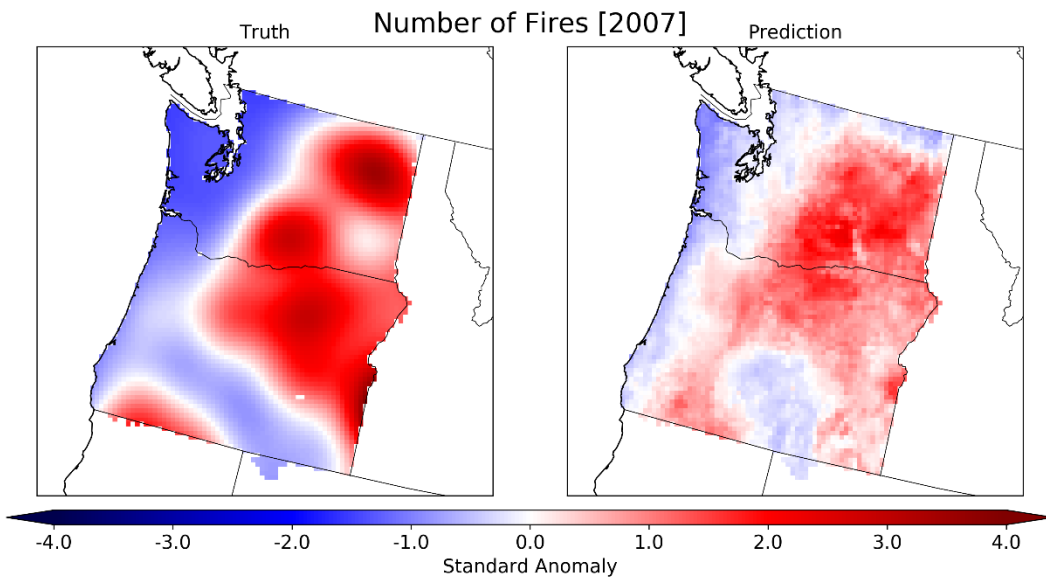 Number of Fires [2007]
Truth
Prediction
-4.0 -3.0 -2.0 -1.0 0.0 1.0 2.0 3.0 4.0
Standard Anomaly